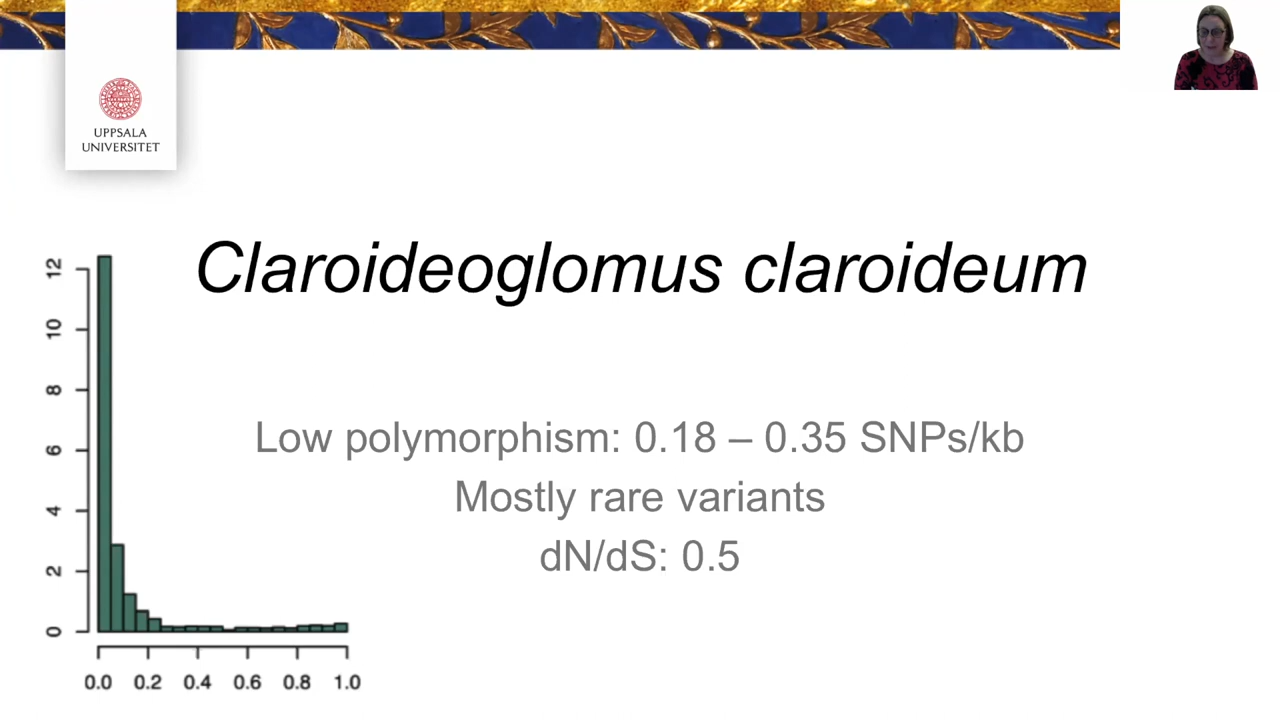 UPPSALA
UNIVERSITET
Claroideoglomus claroideum
Low polymorphism: 0.18 – 0.35 SNPs/kb
Mostly rare variants
dN/dS: 0.5
12
10
8
6
4
2
0
0.0 0.2 0.4 0.6 0.8 1.0